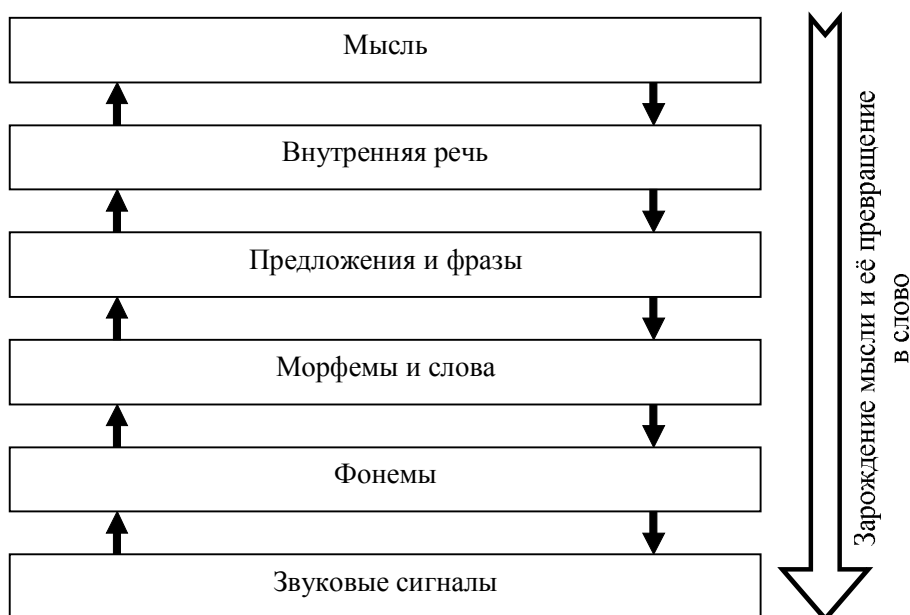 Мысль
Внутренняя речь
Предложения и фразы
Морфемы и слова
Фонемы
Звуковые сигналы
Зарождение мысли и её превращение
в слово